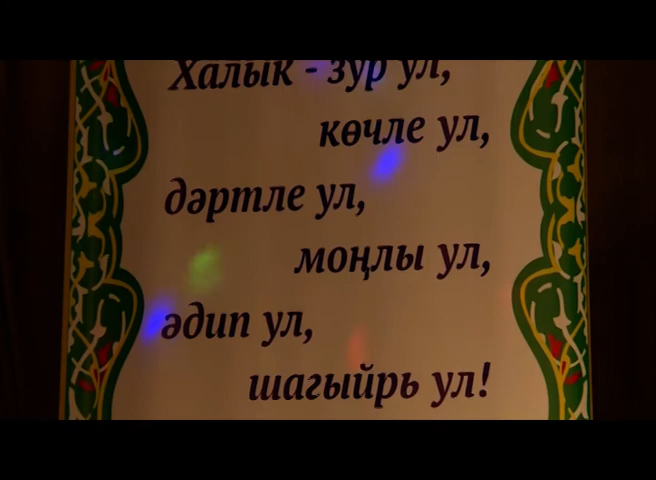 Халык - зур ул,
көчле ул,
дәртле ул,
моңлы ул,
әдип ул,
шагыйрь ул!